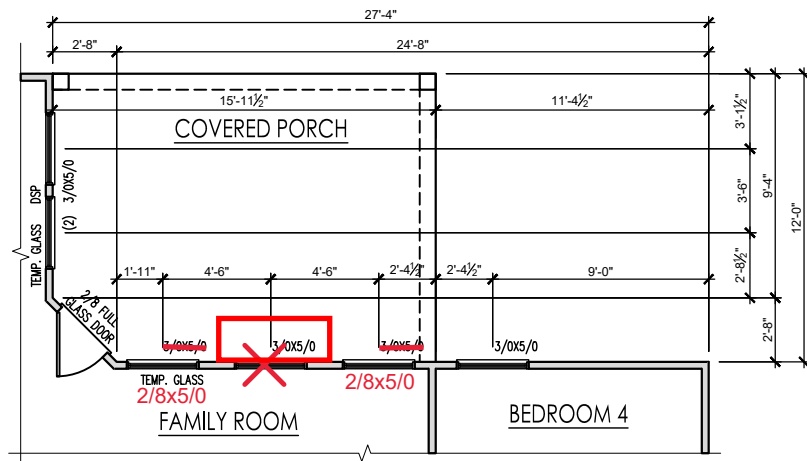 27'-4"
2'-8" 24'-8"
15'-11½" 11'-4½"
COVERED PORCH
3'-1½"
3'-6"
2'-8½"
2'-8"
9'-4"
12'-0"
TEMP. GLASS DSP
(2) 3/0X5/0
1'-11" 4'-6" 4'-6" 2'-4½" 2'-4½" 9'-0"
2/8 FULL
GLASS DOOR
3/0X5/0 3/0X5/0 3/0X5/0 3/0X5/0
TEMP. GLASS
2/8x5/0 2/8x5/0
FAMILY ROOM BEDROOM 4